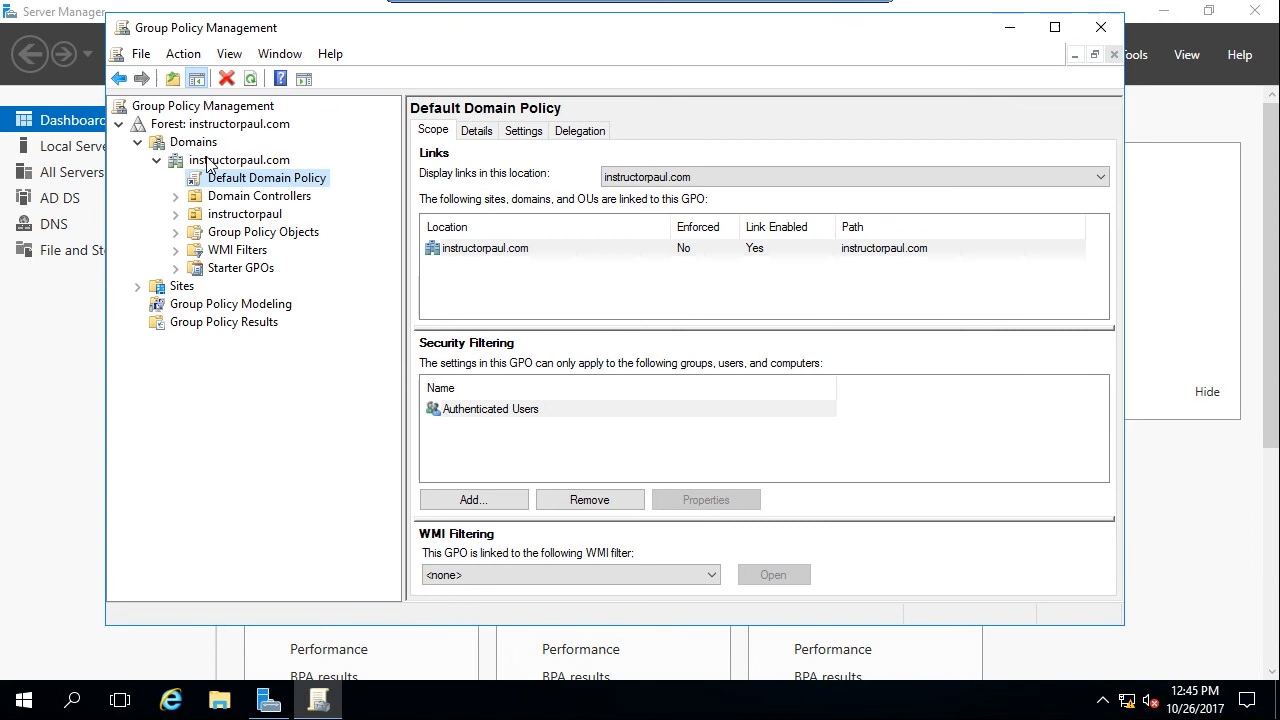 Server Manager
Group Policy Management
File Action View Window Help
Tools View Help
Dashboard
Local Serve
All Servers
AD DS
DNS
File and St
Group Policy Management
Forest: instructorpaul.com
Domains
instructorpaul.com
Default Domain Policy
Domain Controllers
instructorpaul
Group Policy Objects
WMI Filters
Starter GPOs
Sites
Group Policy Modeling
Group Policy Results
Default Domain Policy
Scope Details Settings Delegation
Links
Display links in this location: instructorpaul.com
The following sites, domains, and OUs are linked to this GPO:
Location Enforced Link Enabled Path
instructorpaul.com No Yes instructorpaul.com
Security Filtering
The settings in this GPO can only apply to the following groups, users, and computers:
Name
Authenticated Users
Add... Remove Properties
WMI Filtering
This GPO is linked to the following WMI filter:
<none> Open
Hide
Performance Performance Performance
BPA results BPA results BPA results
12:45 PM
10/26/2017